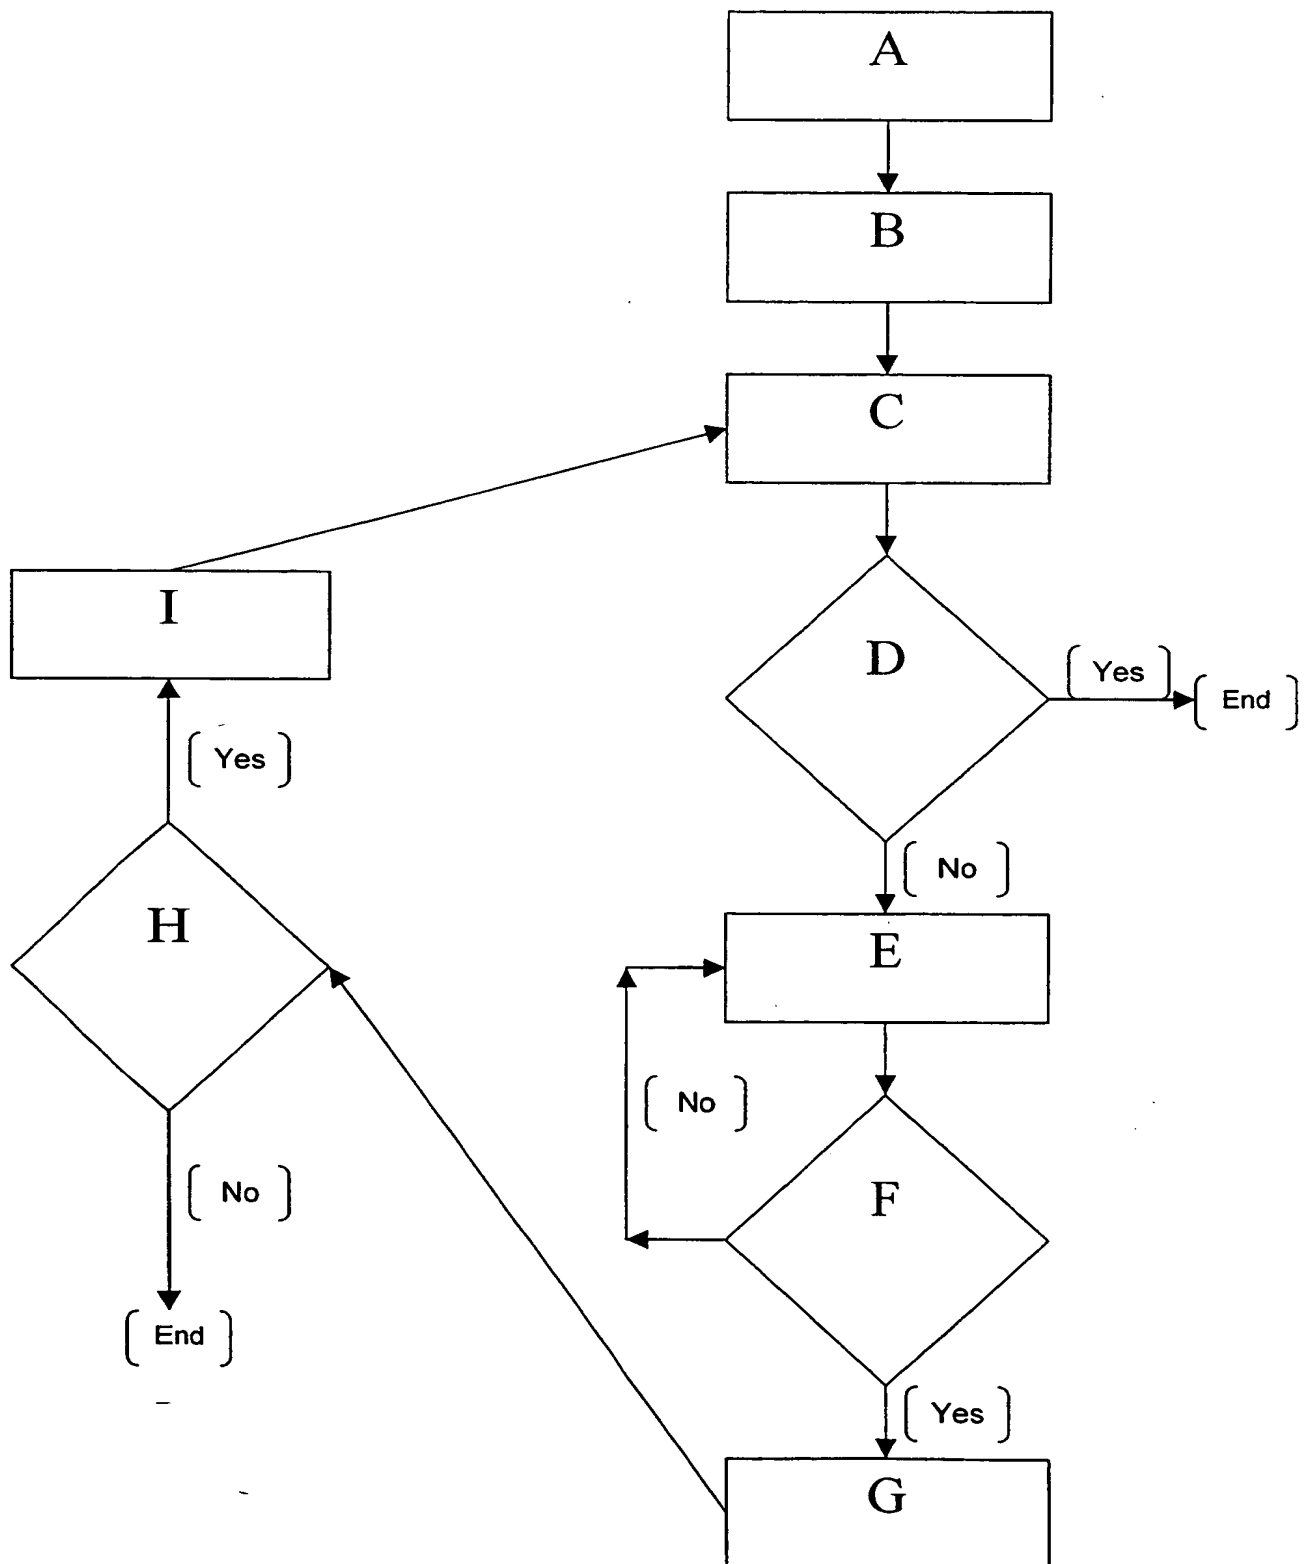 A
B
C
I
D
[ Yes ]
[ End ]
[ Yes ]
[ No ]
H
E
[ No ]
[ No ]
F
[ End ]
[ Yes ]
G